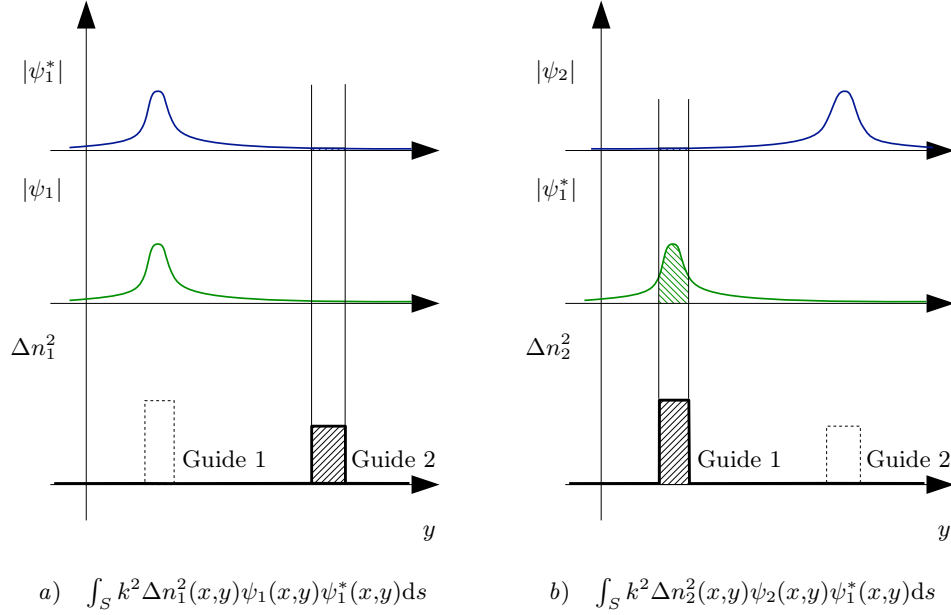 |ψ₁*|
|ψ₁|
Δn₁²
Guide 1
Guide 2
y
a) ∫_S k²Δn₁²(x,y)ψ₁(x,y)ψ₁*(x,y)ds
|ψ₂|
|ψ₁*|
Δn₂²
Guide 1
Guide 2
y
b) ∫_S k²Δn₂²(x,y)ψ₂(x,y)ψ₁*(x,y)ds